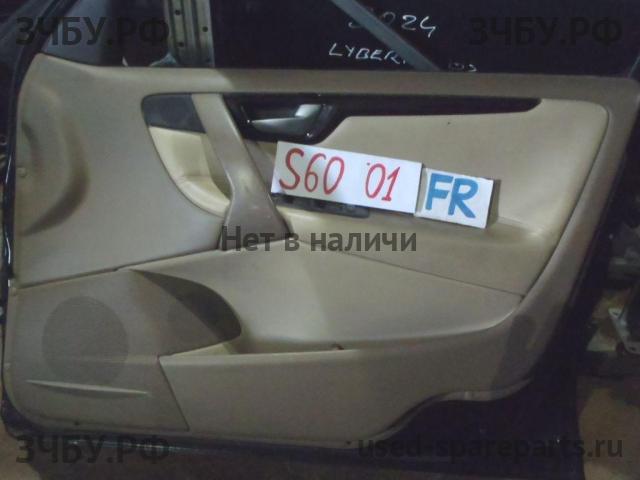 ЗЧБУ.РФ
ЗЧБУ.РФ
S60 01
FR
Нет в наличи
ЗЧБУ.РФ
used-spareparts.ru